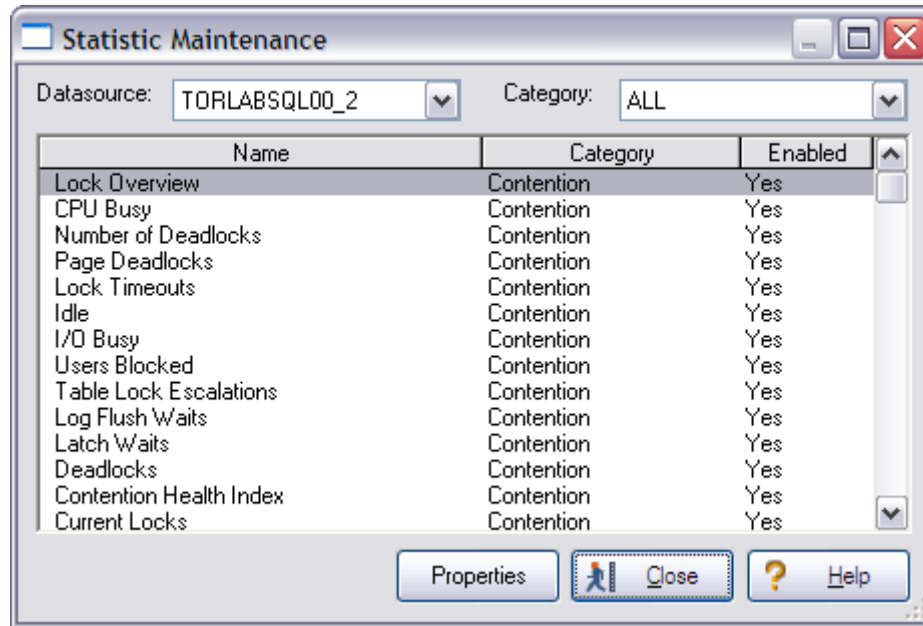 Statistic Maintenance
Datasource: TORLABSQL00_2 Category: ALL
Name Category Enabled
Lock Overview Contention Yes
CPU Busy Contention Yes
Number of Deadlocks Contention Yes
Page Deadlocks Contention Yes
Lock Timeouts Contention Yes
Idle Contention Yes
I/O Busy Contention Yes
Users Blocked Contention Yes
Table Lock Escalations Contention Yes
Log Flush Waits Contention Yes
Latch Waits Contention Yes
Deadlocks Contention Yes
Contention Health Index Contention Yes
Current Locks Contention Yes
Properties Close Help